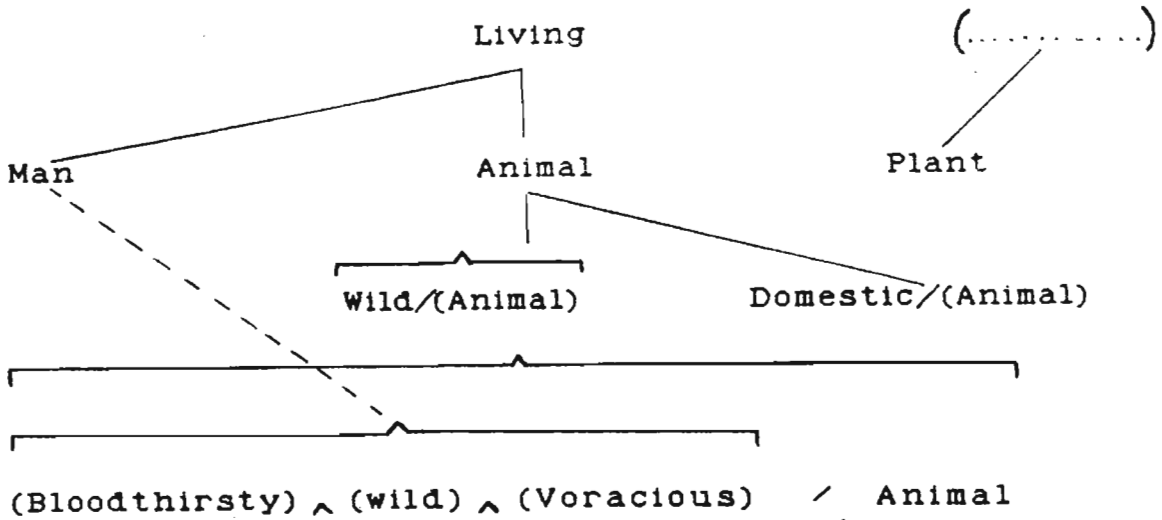 Living (...........)
Man Animal Plant
Wild/(Animal) Domestic/(Animal)
(Bloodthirsty) ^ (Wild) ^ (Voracious) / Animal